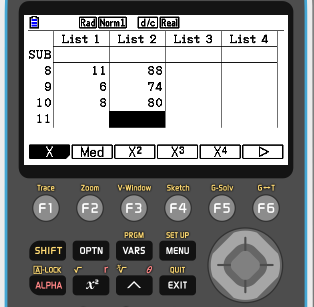 Rad Norm1 d/c Real
List 1 List 2 List 3 List 4
SUB
8 11 88
9 6 74
10 8 80
11
X Med X² X³ X⁴ ▷
Trace Zoom V-Window Sketch G-Solv G↔T
F1 F2 F3 F4 F5 F6
PRGM SET UP
SHIFT OPTN VARS MENU
A-LOCK √ r ∛ θ QUIT
ALPHA x² ^ EXIT